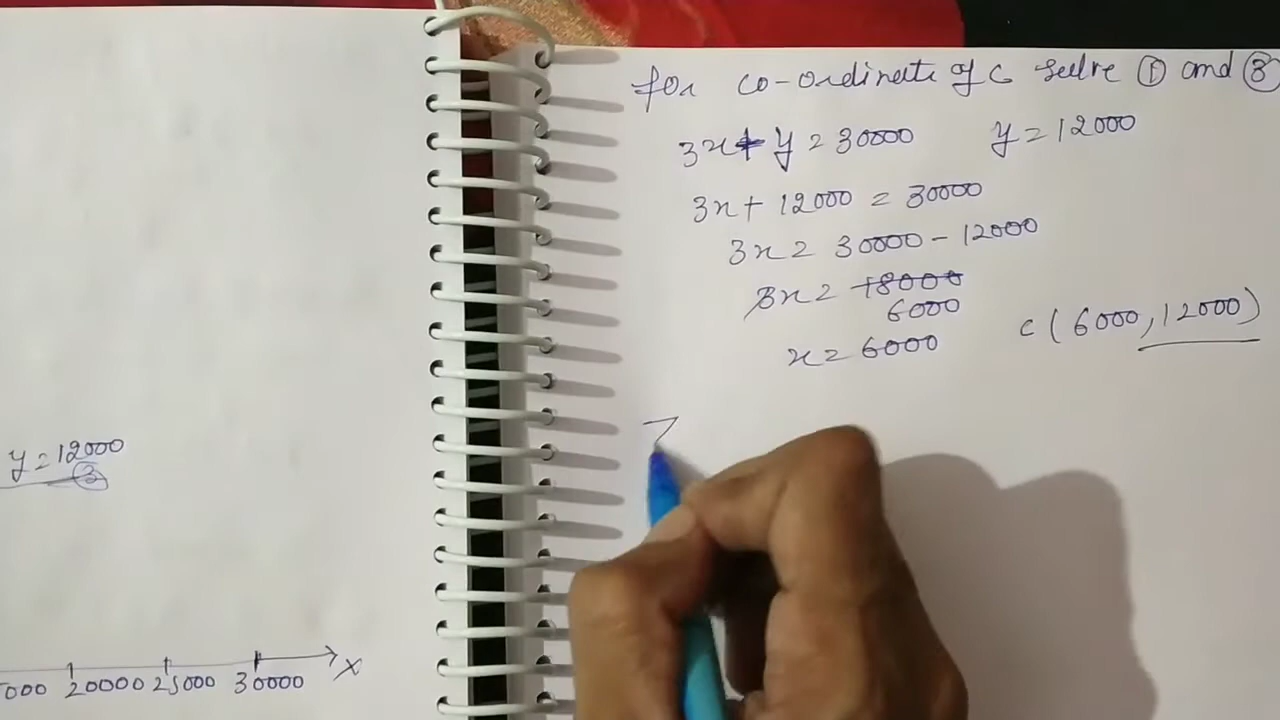 y = 12000
③
000 20000 25000 30000 X
for co-ordinate of C solve ① and ③
3x + y = 30000 y = 12000
3x + 12000 = 30000
3x = 30000 - 12000
3x = 18000
6000
x = 6000 C (6000, 12000)